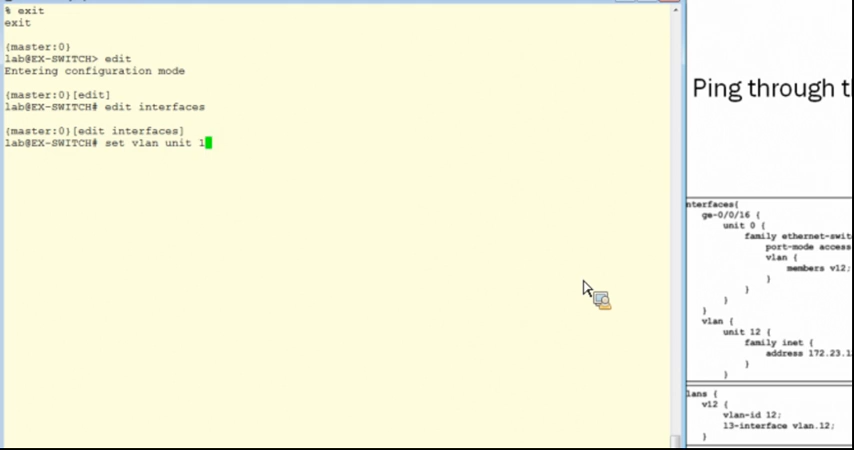 % exit
exit
{master:0}
lab@EX-SWITCH> edit
Entering configuration mode
{master:0}[edit]
lab@EX-SWITCH# edit interfaces
{master:0}[edit interfaces]
lab@EX-SWITCH# set vlan unit 1
Ping through t
nterfaces{
ge-0/0/16 {
unit 0 {
family ethernet-swit
port-mode access
vlan {
members v12;
}
}
}
}
vlan {
unit 12 {
family inet {
address 172.23.1
}
}
lans {
v12 {
vlan-id 12;
l3-interface vlan.12;
}